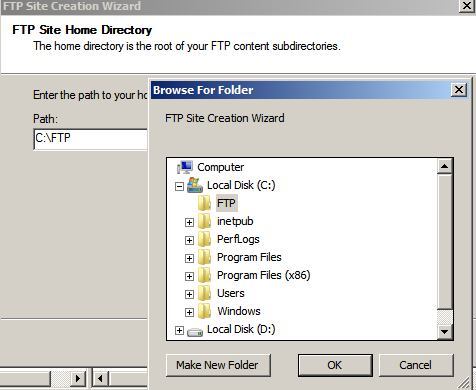 FTP Site Creation Wizard
FTP Site Home Directory
The home directory is the root of your FTP content subdirectories.
Enter the path to your
Path:
C:\FTP
Browse For Folder
FTP Site Creation Wizard
Computer
Local Disk (C:)
FTP
inetpub
PerfLogs
Program Files
Program Files (x86)
Users
Windows
Local Disk (D:)
Make New Folder
OK
Cancel